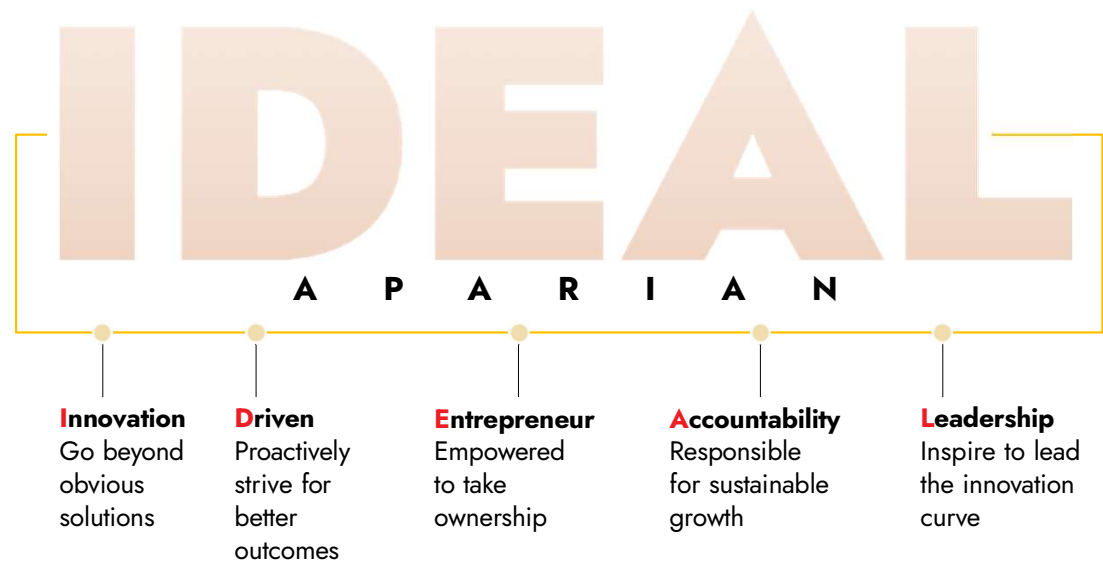 IDEAL
APARIAN
Innovation
Go beyond
obvious
solutions
Driven
Proactively
strive for
better
outcomes
Entrepreneur
Empowered
to take
ownership
Accountability
Responsible
for sustainable
growth
Leadership
Inspire to lead
the innovation
curve